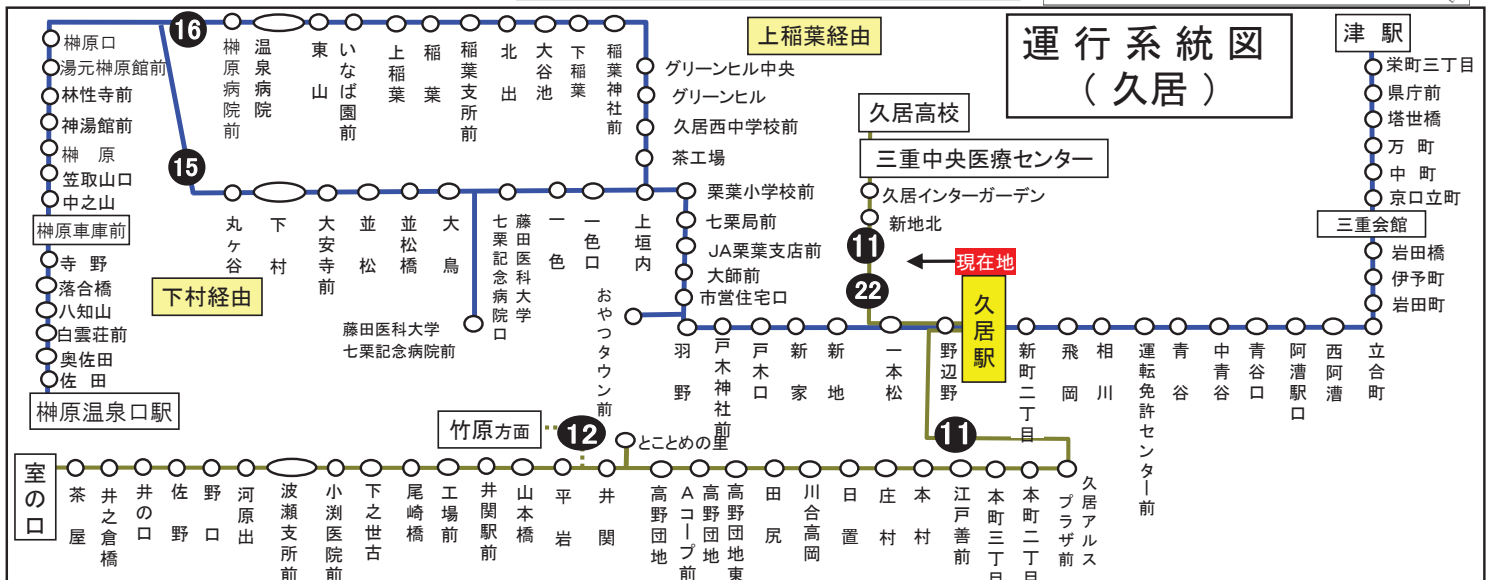 運行系統図
（久居）
上稲葉経由
下村経由
16
15
榊原口
湯元榊原館前
林性寺前
神湯館前
榊原
笠取山口
中之山
榊原車庫前
寺野
落合橋
八知山
白雲荘前
奥佐田
佐田
榊原温泉口駅
榊原病院前
温泉病院
東山
いなば園前
上稲葉
稲葉
稲葉支所前
北出
大谷池
下稲葉
稲葉神社前
グリーンヒル中央
グリーンヒル
久居西中学校前
茶工場
丸ヶ谷
下村
大安寺前
並松
並松橋
大鳥
七栗記念病院口
藤田医科大学
一色
一色口
上垣内
藤田医科大学
七栗記念病院前
栗葉小学校前
七栗局前
JA栗葉支店前
大師前
市営住宅口
おやつタウン前
羽野
戸木神社前
戸木口
新家
新地
一本松
野辺野
久居駅
現在地
久居高校
三重中央医療センター
久居インターガーデン
新地北
11
22
新町二丁目
飛岡
相川
運転免許センター前
青谷
中青谷
青谷口
阿漕駅口
西阿漕
立合町
津駅
栄町三丁目
県庁前
塔世橋
万町
中町
京口立町
三重会館
岩田橋
伊予町
岩田町
竹原方面
12
11
とことめの里
室の口
茶屋
井之倉橋
井の口
佐野
野口
河原出
波瀬支所前
小渕医院前
下之世古
尾崎橋
工場前
井関駅前
山本橋
平岩
井関
高野団地
Aコープ前
高野団地
高野団地東
田尻
川合高岡
日置
庄村
本村
江戸善前
本町三丁目
本町二丁目
プラザ前
久居アルス